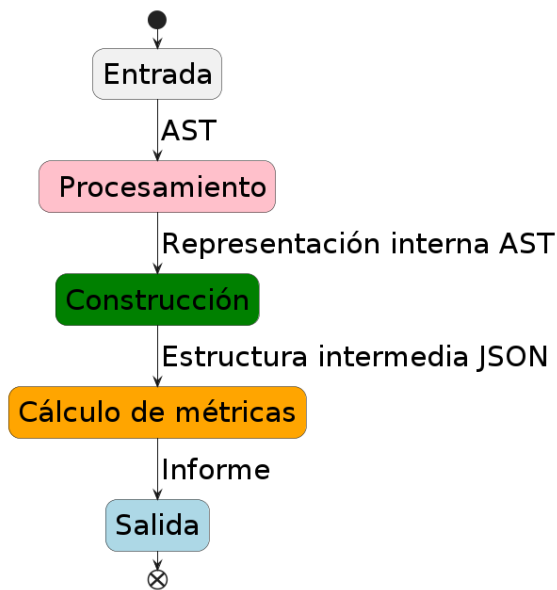 Entrada
AST
Procesamiento
Representación interna AST
Construcción
Estructura intermedia JSON
Cálculo de métricas
Informe
Salida